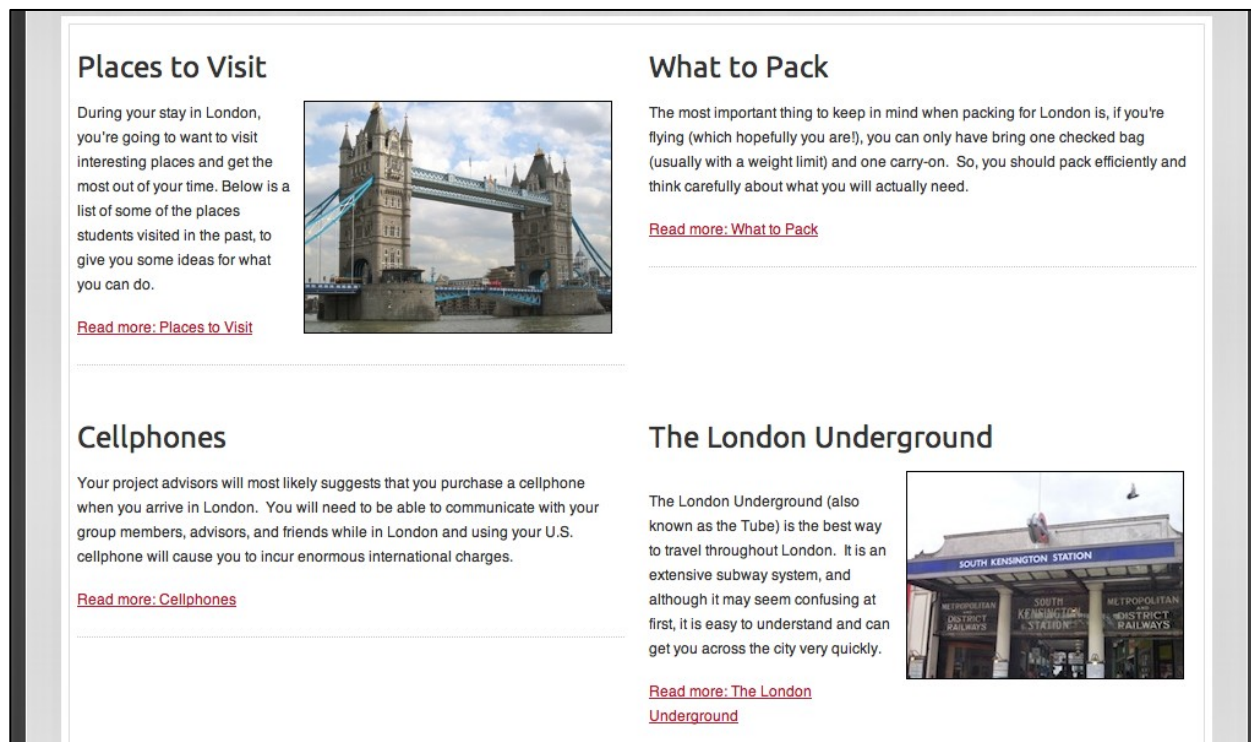 Places to Visit
During your stay in London,
you're going to want to visit
interesting places and get the
most out of your time. Below is a
list of some of the places
students visited in the past, to
give you some ideas for what
you can do.
Read more: Places to Visit
What to Pack
The most important thing to keep in mind when packing for London is, if you're
flying (which hopefully you are!), you can only have bring one checked bag
(usually with a weight limit) and one carry-on.  So, you should pack efficiently and
think carefully about what you will actually need.
Read more: What to Pack
Cellphones
Your project advisors will most likely suggests that you purchase a cellphone
when you arrive in London.  You will need to be able to communicate with your
group members, advisors, and friends while in London and using your U.S.
cellphone will cause you to incur enormous international charges.
Read more: Cellphones
The London Underground
The London Underground (also
known as the Tube) is the best way
to travel throughout London.  It is an
extensive subway system, and
although it may seem confusing at
first, it is easy to understand and can
get you across the city very quickly.
Read more: The London
Underground
SOUTH KENSINGTON STATION
METROPOLITAN
AND
DISTRICT
RAILWAYS
SOUTH
KENSINGTON
STATION
METROPOLITAN
AND
DISTRICT
RAILWAYS